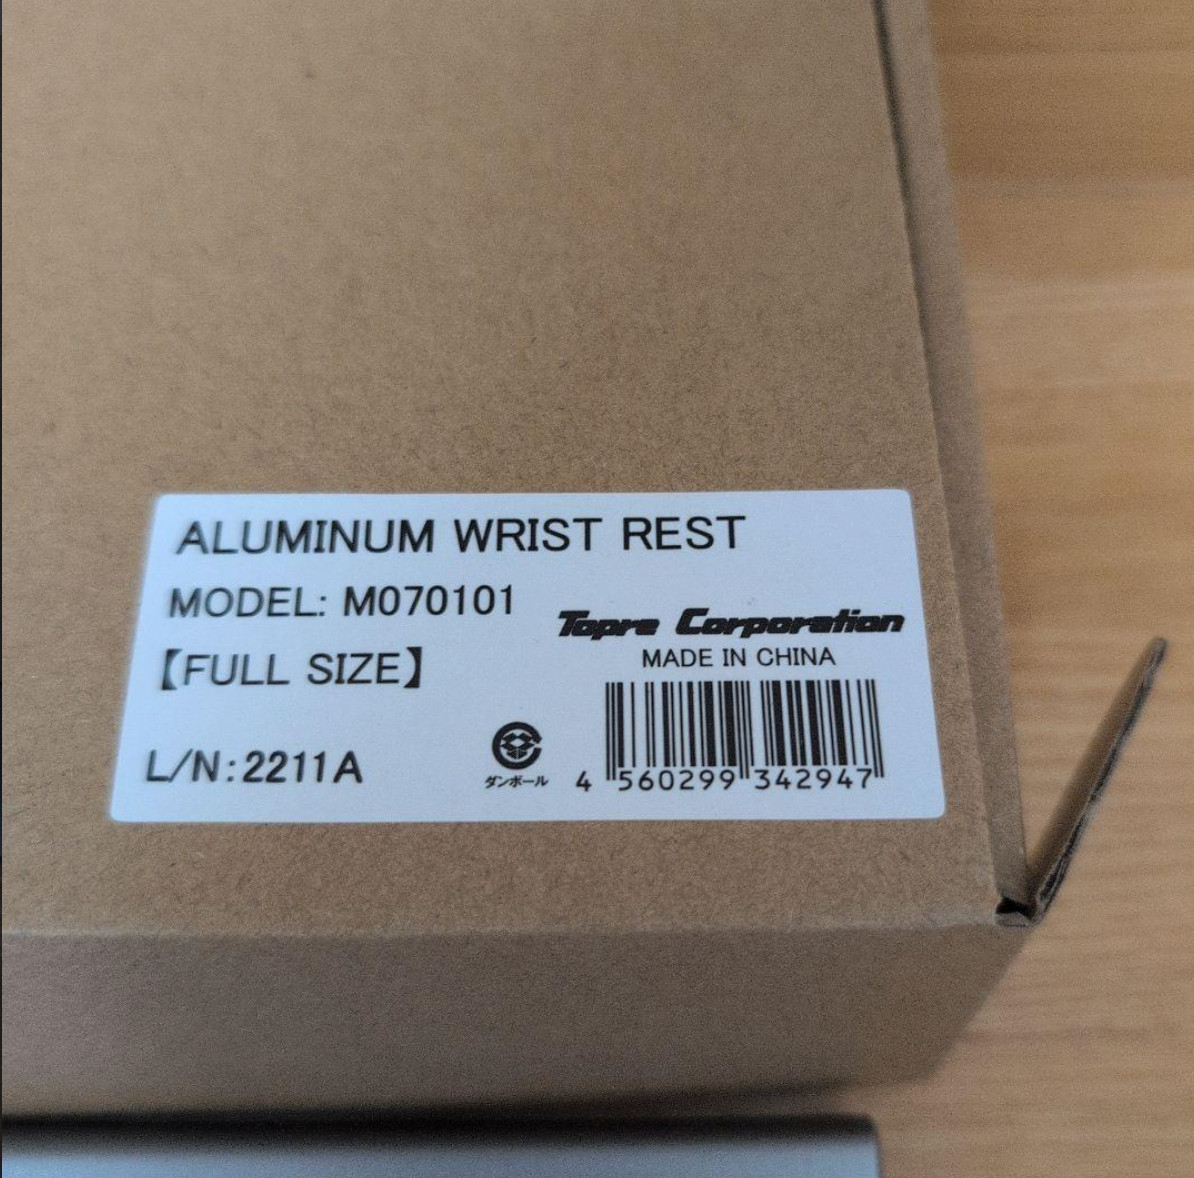 ALUMINUM WRIST REST
MODEL: M070101
【FULL SIZE】
Topre Corporation
MADE IN CHINA
L/N:2211A
ダンボール
4 560299 342947